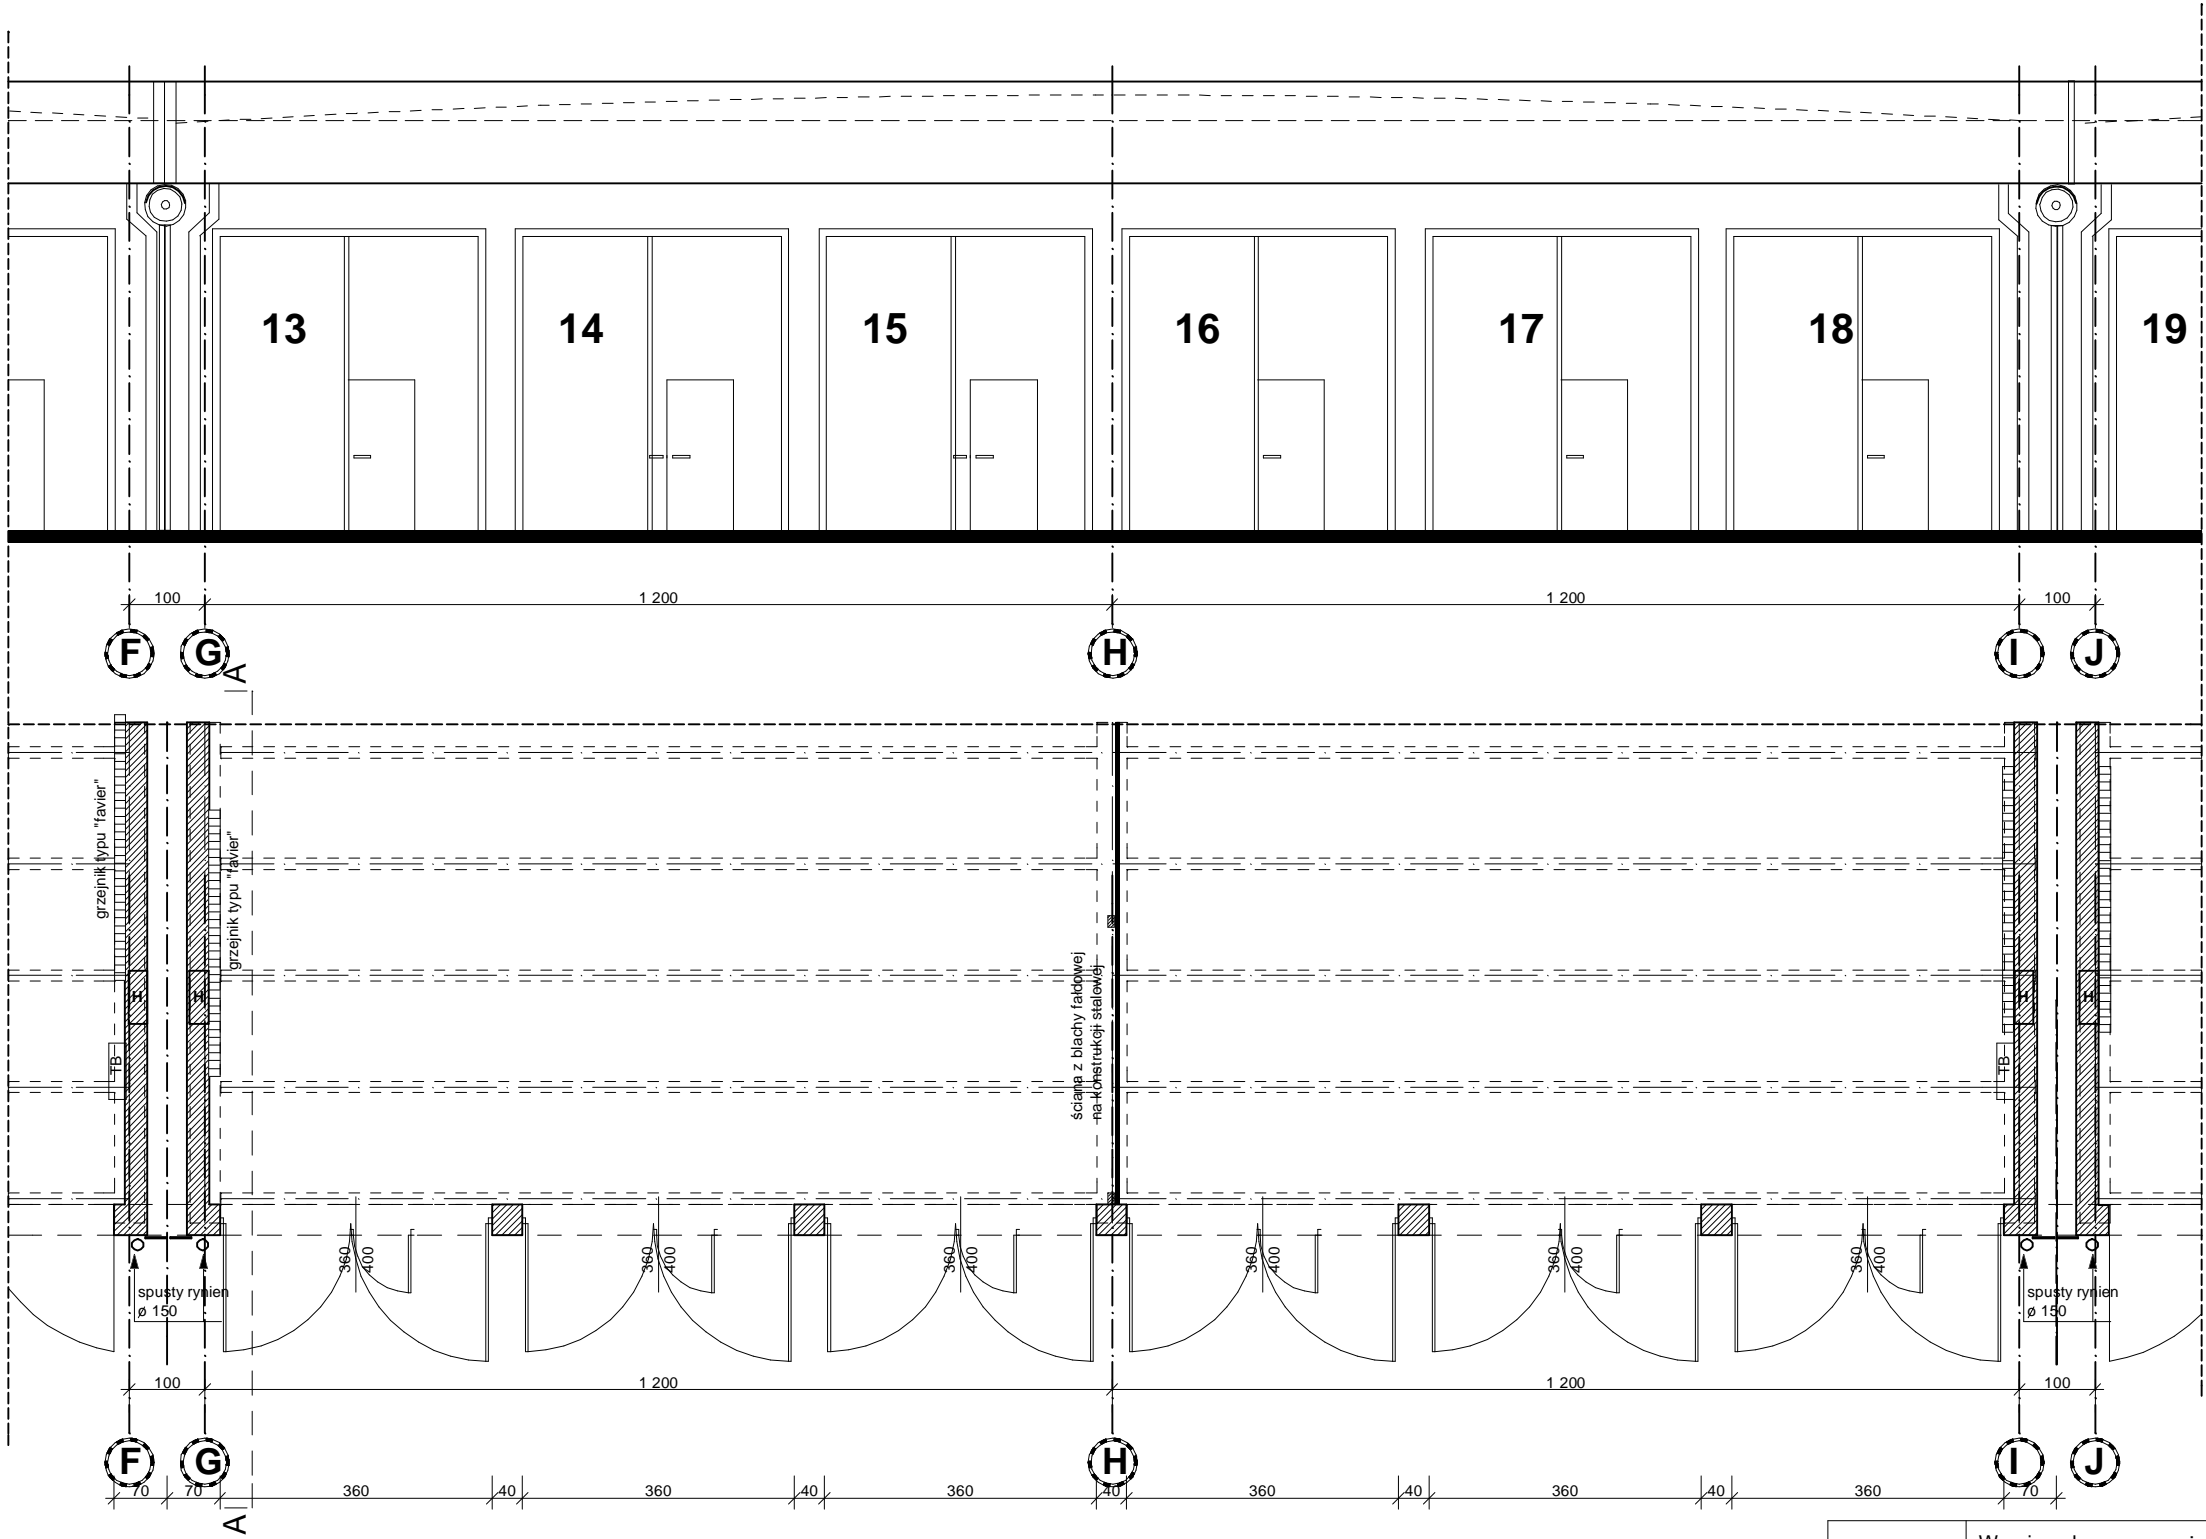 13 14 15 16 17 18 19
100 1 200 1 200 100
F G H I J
A
grzejnik typu "favier"
grzejnik typu "favier"
ściana z blachy fałdowej
na konstrukcji stalowej
H H H H
TB TB
360 400 360 400 360 400 360 400 360 400 360 400
spusty rynien
ø 150
spusty rynien
ø 150
100 1 200 1 200 100
F G H I J
70 70 360 40 360 40 360 40 360 40 360 40 360 70
A